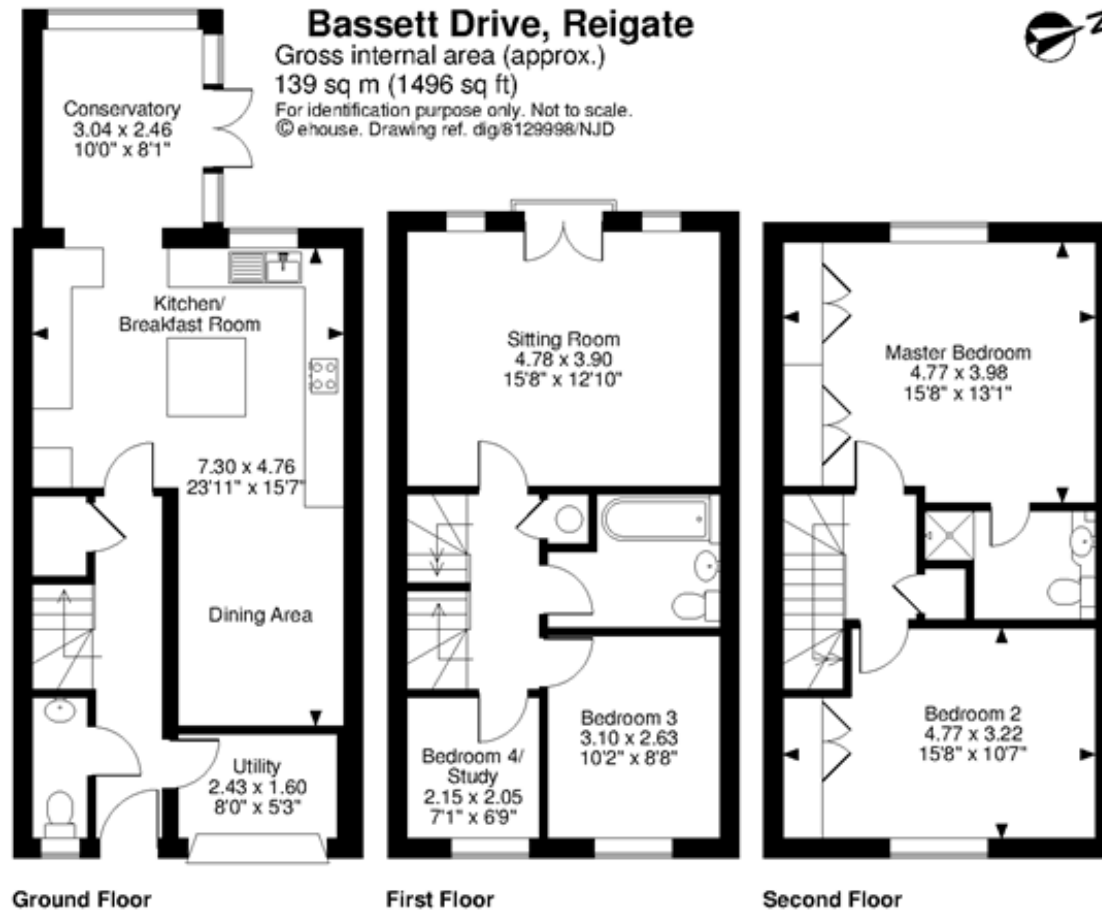 Bassett Drive, Reigate
Gross internal area (approx.)
139 sq m (1496 sq ft)
For identification purpose only. Not to scale.
© ehouse. Drawing ref. dig/8129998/NJD
Z
Conservatory
3.04 x 2.46
10'0" x 8'1"
Kitchen/
Breakfast Room
7.30 x 4.76
23'11" x 15'7"
Dining Area
Utility
2.43 x 1.60
8'0" x 5'3"
Ground Floor
Sitting Room
4.78 x 3.90
15'8" x 12'10"
Bedroom 3
3.10 x 2.63
10'2" x 8'8"
Bedroom 4/
Study
2.15 x 2.05
7'1" x 6'9"
First Floor
Master Bedroom
4.77 x 3.98
15'8" x 13'1"
Bedroom 2
4.77 x 3.22
15'8" x 10'7"
Second Floor